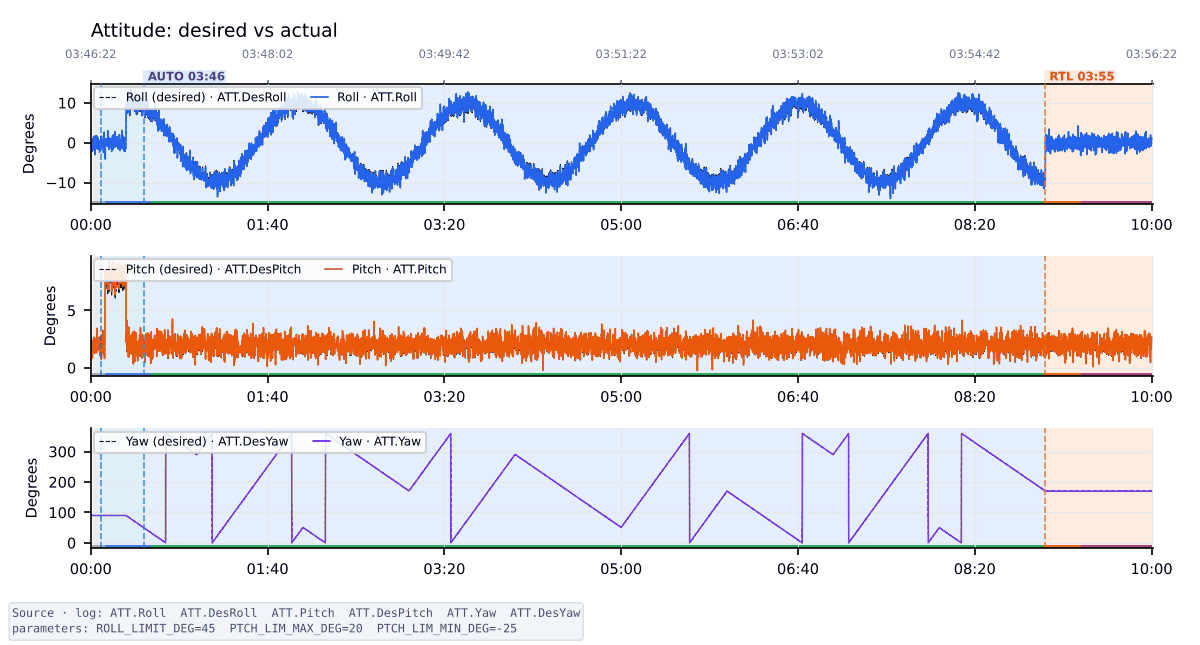 Attitude: desired vs actual
03:46:22 03:48:02 03:49:42 03:51:22 03:53:02 03:54:42 03:56:22
AUTO 03:46 RTL 03:55
Roll (desired) · ATT.DesRoll Roll · ATT.Roll
Degrees
10
0
−10
00:00 01:40 03:20 05:00 06:40 08:20 10:00
Pitch (desired) · ATT.DesPitch Pitch · ATT.Pitch
Degrees
5
0
00:00 01:40 03:20 05:00 06:40 08:20 10:00
Yaw (desired) · ATT.DesYaw Yaw · ATT.Yaw
Degrees
300
200
100
0
00:00 01:40 03:20 05:00 06:40 08:20 10:00
Source · log: ATT.Roll ATT.DesRoll ATT.Pitch ATT.DesPitch ATT.Yaw ATT.DesYaw
parameters: ROLL_LIMIT_DEG=45 PTCH_LIM_MAX_DEG=20 PTCH_LIM_MIN_DEG=-25